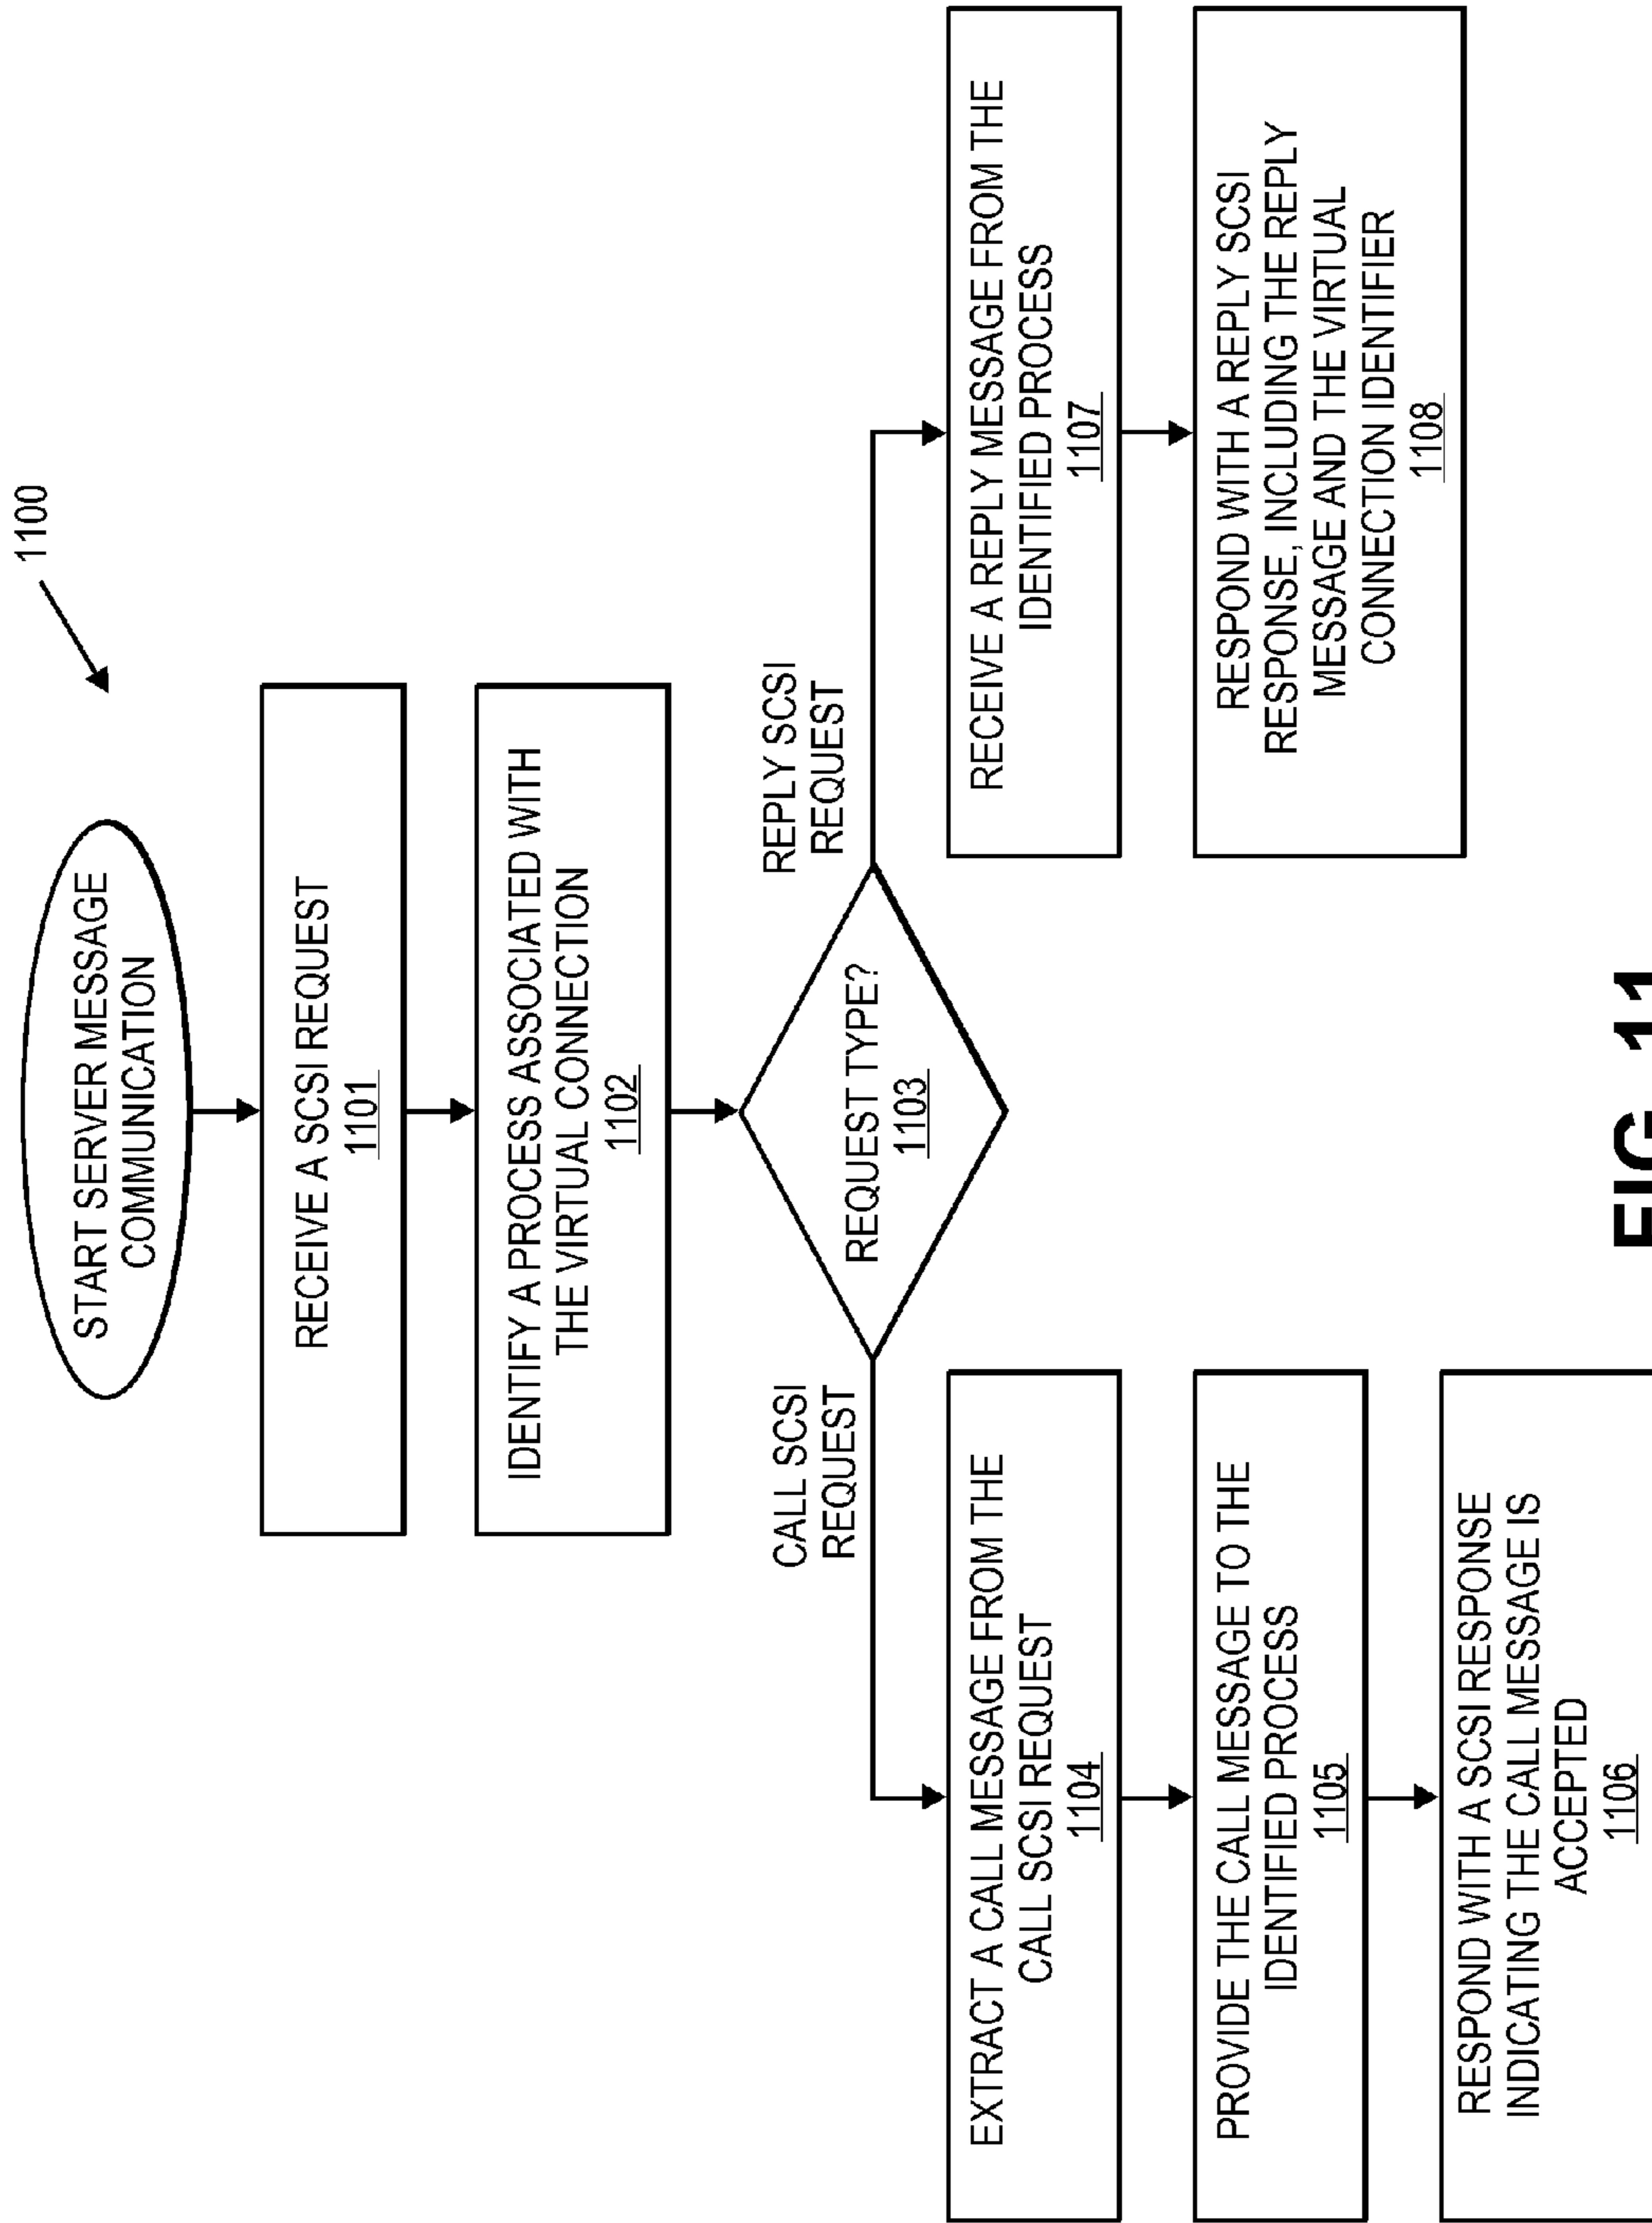 1100
START SERVER MESSAGE
COMMUNICATION
RECEIVE A SCSI REQUEST
1101
IDENTIFY A PROCESS ASSOCIATED WITH
THE VIRTUAL CONNECTION
1102
REQUEST TYPE?
1103
CALL SCSI
REQUEST
EXTRACT A CALL MESSAGE FROM THE
CALL SCSI REQUEST
1104
PROVIDE THE CALL MESSAGE TO THE
IDENTIFIED PROCESS
1105
RESPOND WITH A SCSI RESPONSE
INDICATING THE CALL MESSAGE IS
ACCEPTED
1106
REPLY SCSI
REQUEST
RECEIVE A REPLY MESSAGE FROM THE
IDENTIFIED PROCESS
1107
RESPOND WITH A REPLY SCSI
RESPONSE, INCLUDING THE REPLY
MESSAGE AND THE VIRTUAL
CONNECTION IDENTIFIER
1108
FIG. 11